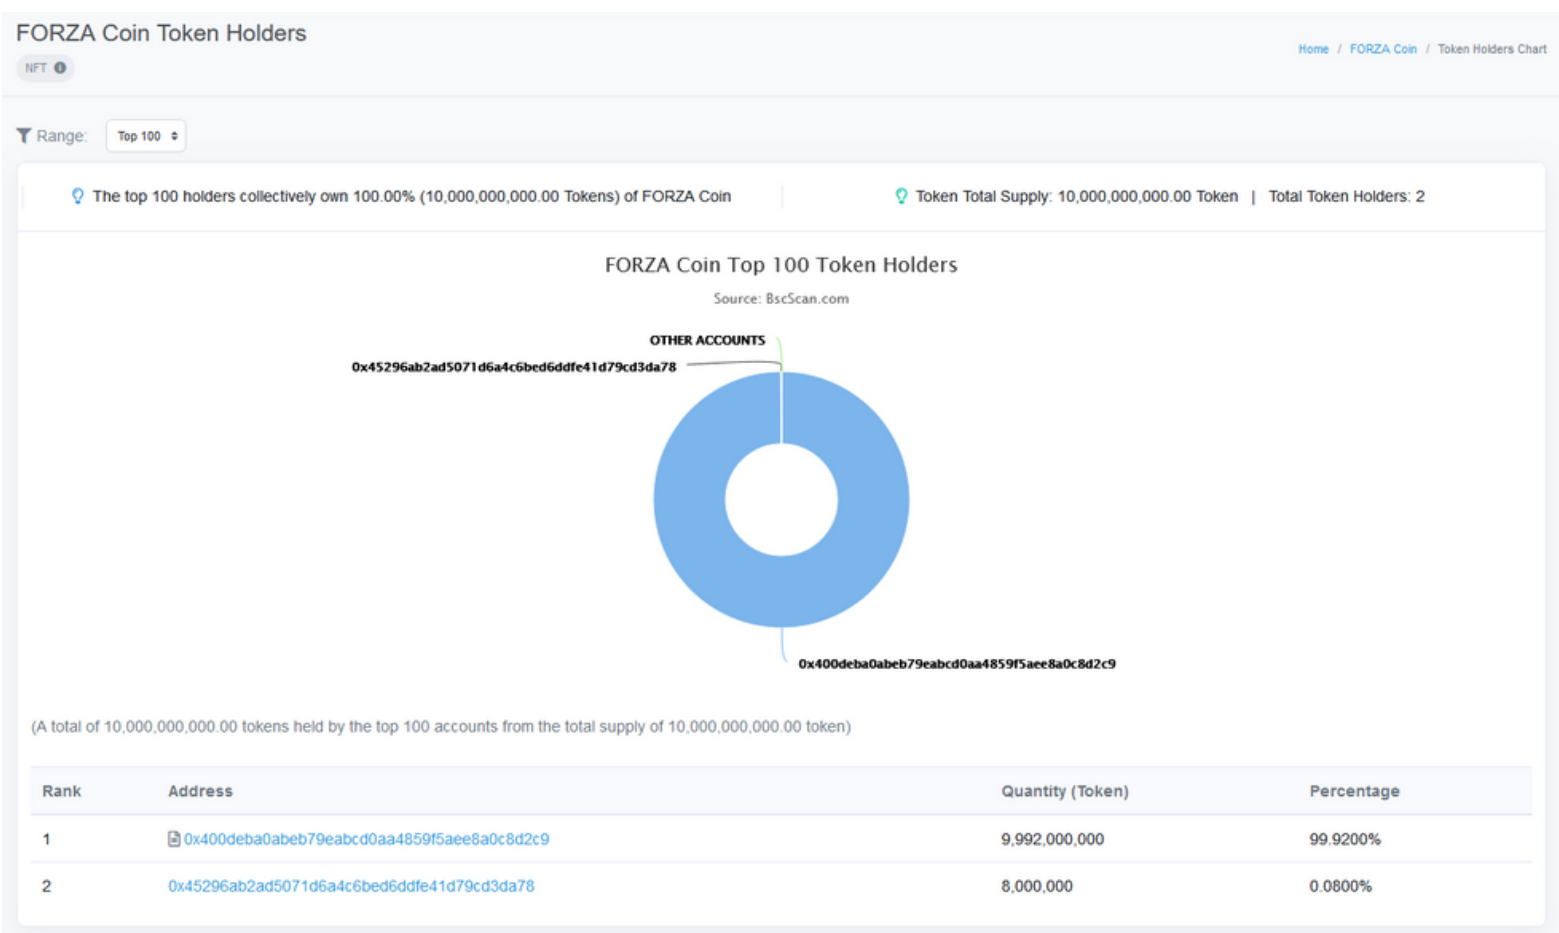 FORZA Coin Token Holders
NFT
Home / FORZA Coin / Token Holders Chart
Range: Top 100
The top 100 holders collectively own 100.00% (10,000,000,000.00 Tokens) of FORZA Coin
Token Total Supply: 10,000,000,000.00 Token | Total Token Holders: 2
FORZA Coin Top 100 Token Holders
Source: BscScan.com
OTHER ACCOUNTS
0x45296ab2ad5071d6a4c6bed6ddfe41d79cd3da78
0x400deba0abeb79eabcd0aa4859f5aee8a0c8d2c9
(A total of 10,000,000,000.00 tokens held by the top 100 accounts from the total supply of 10,000,000,000.00 token)
Rank Address Quantity (Token) Percentage
1 0x400deba0abeb79eabcd0aa4859f5aee8a0c8d2c9 9,992,000,000 99.9200%
2 0x45296ab2ad5071d6a4c6bed6ddfe41d79cd3da78 8,000,000 0.0800%